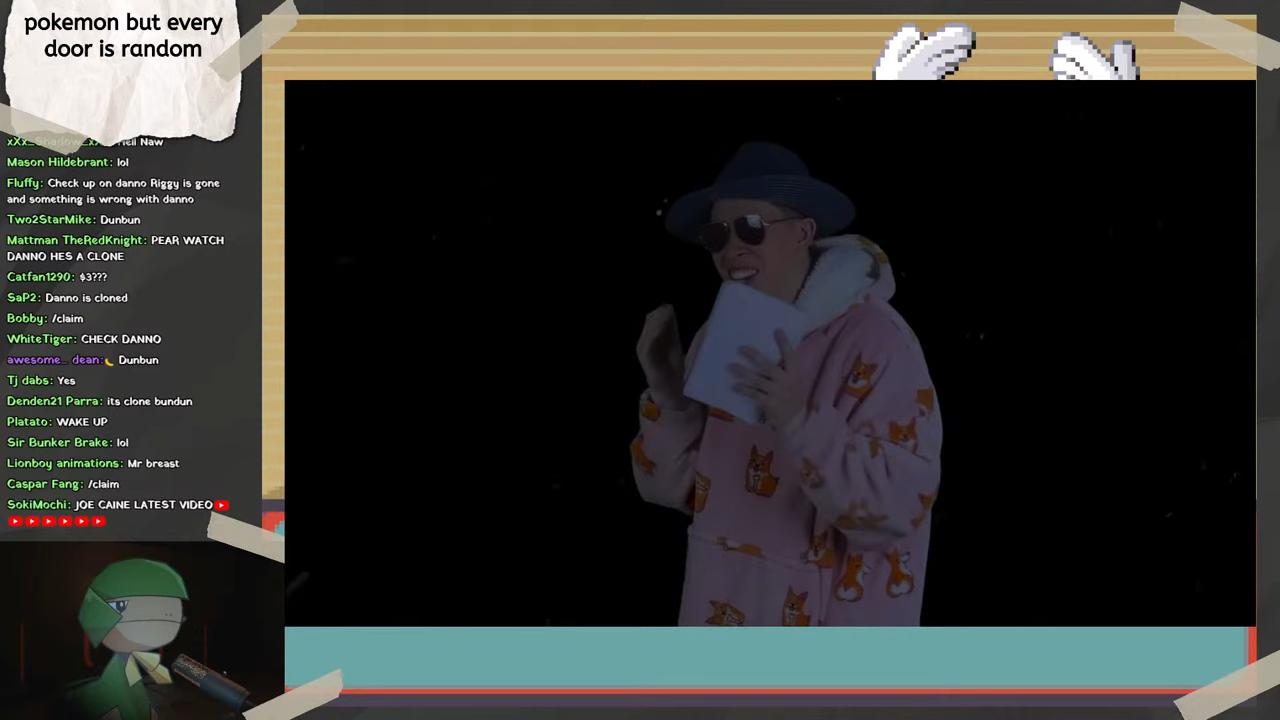 pokemon but every
door is random
Hell Naw
Mason Hildebrant: lol
Fluffy: Check up on danno Riggy is gone
and something is wrong with danno
Two2StarMike: Dunbun
Mattman TheRedKnight: PEAR WATCH
DANNO HES A CLONE
Catfan1290: $3???
SaP2: Danno is cloned
Bobby: /claim
WhiteTiger: CHECK DANNO
awesome_ dean: Dunbun
Tj dabs: Yes
Denden21 Parra: its clone bundun
Platato: WAKE UP
Sir Bunker Brake: lol
Lionboy animations: Mr breast
Caspar Fang: /claim
SokiMochi: JOE CAINE LATEST VIDEO